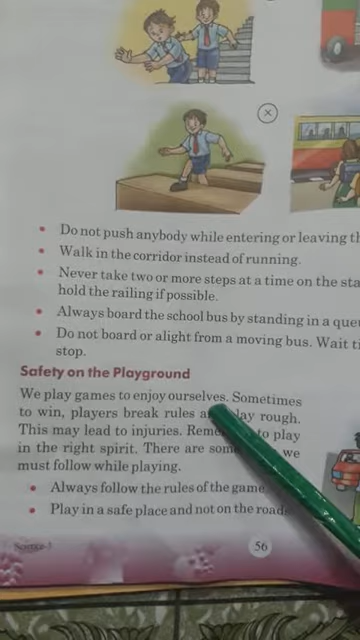 Do not push anybody while entering or leaving
Walk in the corridor instead of running.
Never take two or more steps at a time on the
hold the railing if possible.
Always board the school bus by standing in a
Do not board or alight from a moving bus. Wait
stop.
Safety on the Playground
We play games to enjoy ourselves. Sometimes
to win, players break rules rough.
This may lead to injuries. to play
in the right spirit. There are we
must follow while playing.
Always follow the rules of the game
Play in a safe place and not on the
Science-3
56